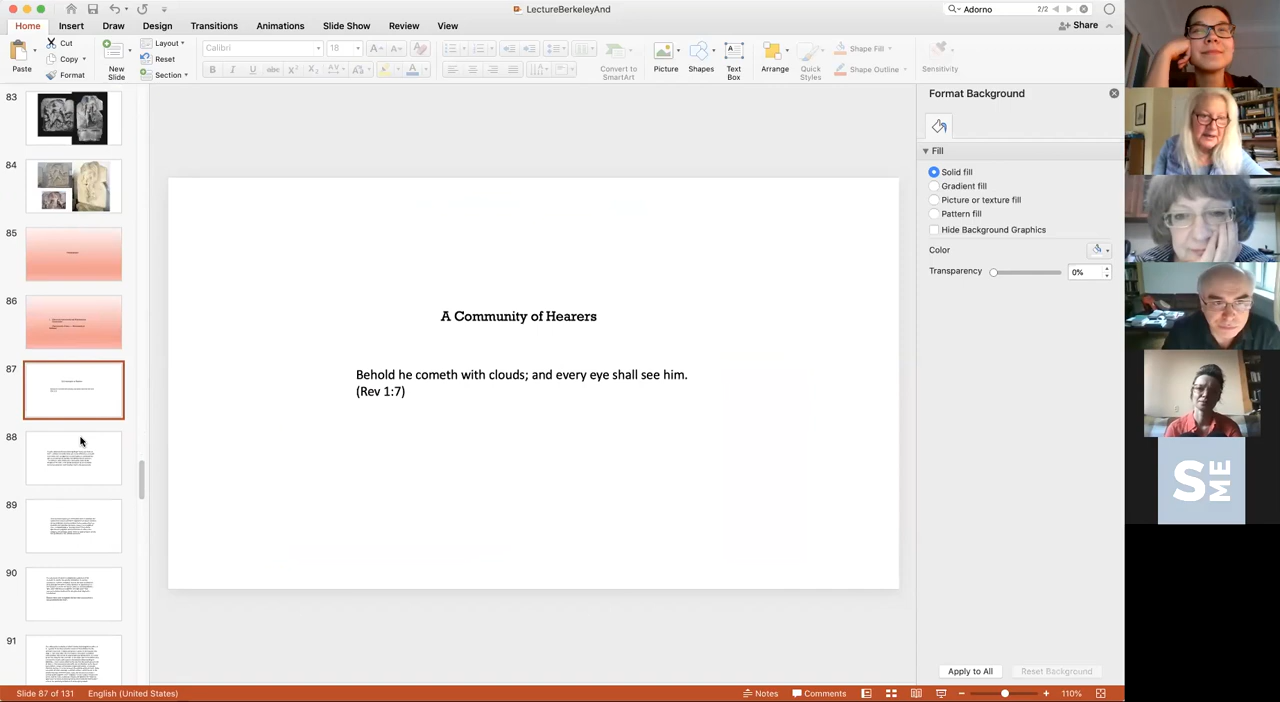 LectureBerkeleyAnd
Adorno
2/2
Home
Insert
Draw
Design
Transitions
Animations
Slide Show
Review
View
Share
Paste
Cut
Copy
Format
New Slide
Layout
Reset
Section
Calibri
18
Convert to SmartArt
Picture
Shapes
Text Box
Arrange
Quick Styles
Shape Fill
Shape Outline
Sensitivity
83
84
85
86
87
88
89
90
91
A Community of Hearers
Behold he cometh with clouds; and every eye shall see him.
(Rev 1:7)
Format Background
Fill
Solid fill
Gradient fill
Picture or texture fill
Pattern fill
Hide Background Graphics
Color
Transparency
0%
Apply to All
Reset Background
SEME
Slide 87 of 131
English (United States)
Notes
Comments
110%